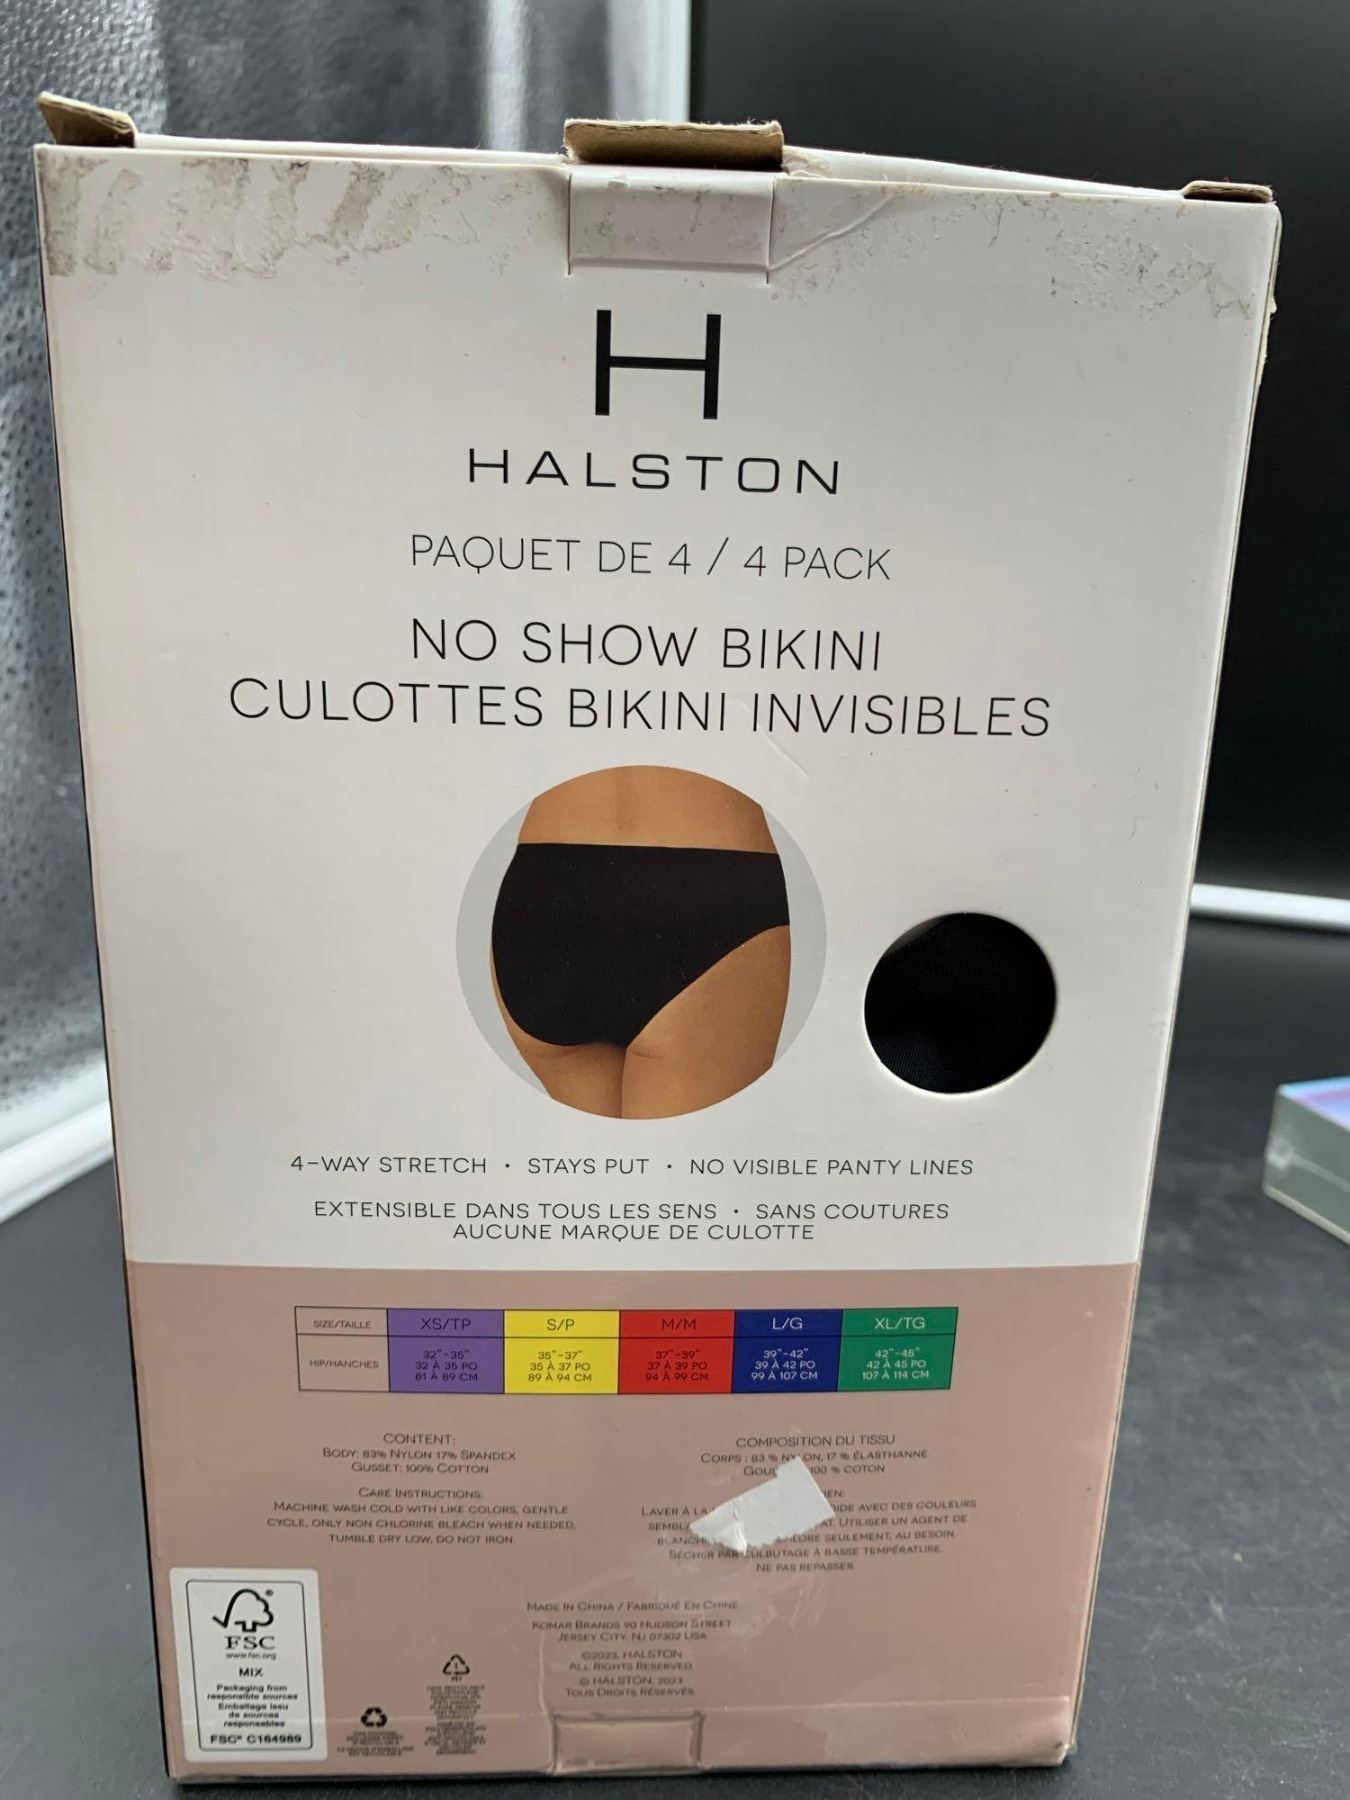 H
HALSTON
PAQUET DE 4 / 4 PACK
NO SHOW BIKINI
CULOTTES BIKINI INVISIBLES
4-WAY STRETCH • STAYS PUT • NO VISIBLE PANTY LINES
EXTENSIBLE DANS TOUS LES SENS • SANS COUTURES
AUCUNE MARQUE DE CULOTTE
SIZE/TAILLE XS/TP S/P M/M L/G XL/TG
HIP/HANCHES
32"-35" 35"-37" 37"-39" 39"-42" 42"-45"
32 À 35 PO 35 À 37 PO 37 À 39 PO 39 À 42 PO 42 À 45 PO
81 À 89 CM 89 À 94 CM 94 À 99 CM 99 À 107 CM 107 À 114 CM
CONTENT:
BODY: 83% NYLON 17% SPANDEX
GUSSET: 100% COTTON
CARE INSTRUCTIONS:
MACHINE WASH COLD WITH LIKE COLORS, GENTLE
CYCLE, ONLY NON CHLORINE BLEACH WHEN NEEDED,
TUMBLE DRY LOW, DO NOT IRON.
COMPOSITION DU TISSU
CORPS : 83 % NYLON, 17 % ÉLASTHANNE
100 % COTON
LAVER À LA AVEC DES COULEURS
UTILISER UN AGENT DE
SEULEMENT, AU BESOIN.
SÉCHER PAR CULBUTAGE À BASSE TEMPÉRATURE.
NE PAS REPASSER.
MADE IN CHINA / FABRIQUÉ EN CHINE
KOMAR BRANDS 90 HUDSON STREET
JERSEY CITY, NJ 07302 USA
©2023, HALSTON
ALL RIGHTS RESERVED.
© HALSTON, 2023
TOUS DROITS RÉSERVÉS
FSC
www.fsc.org
MIX
Packaging from
responsible sources
Emballage issu
de sources
responsables
FSC® C164989